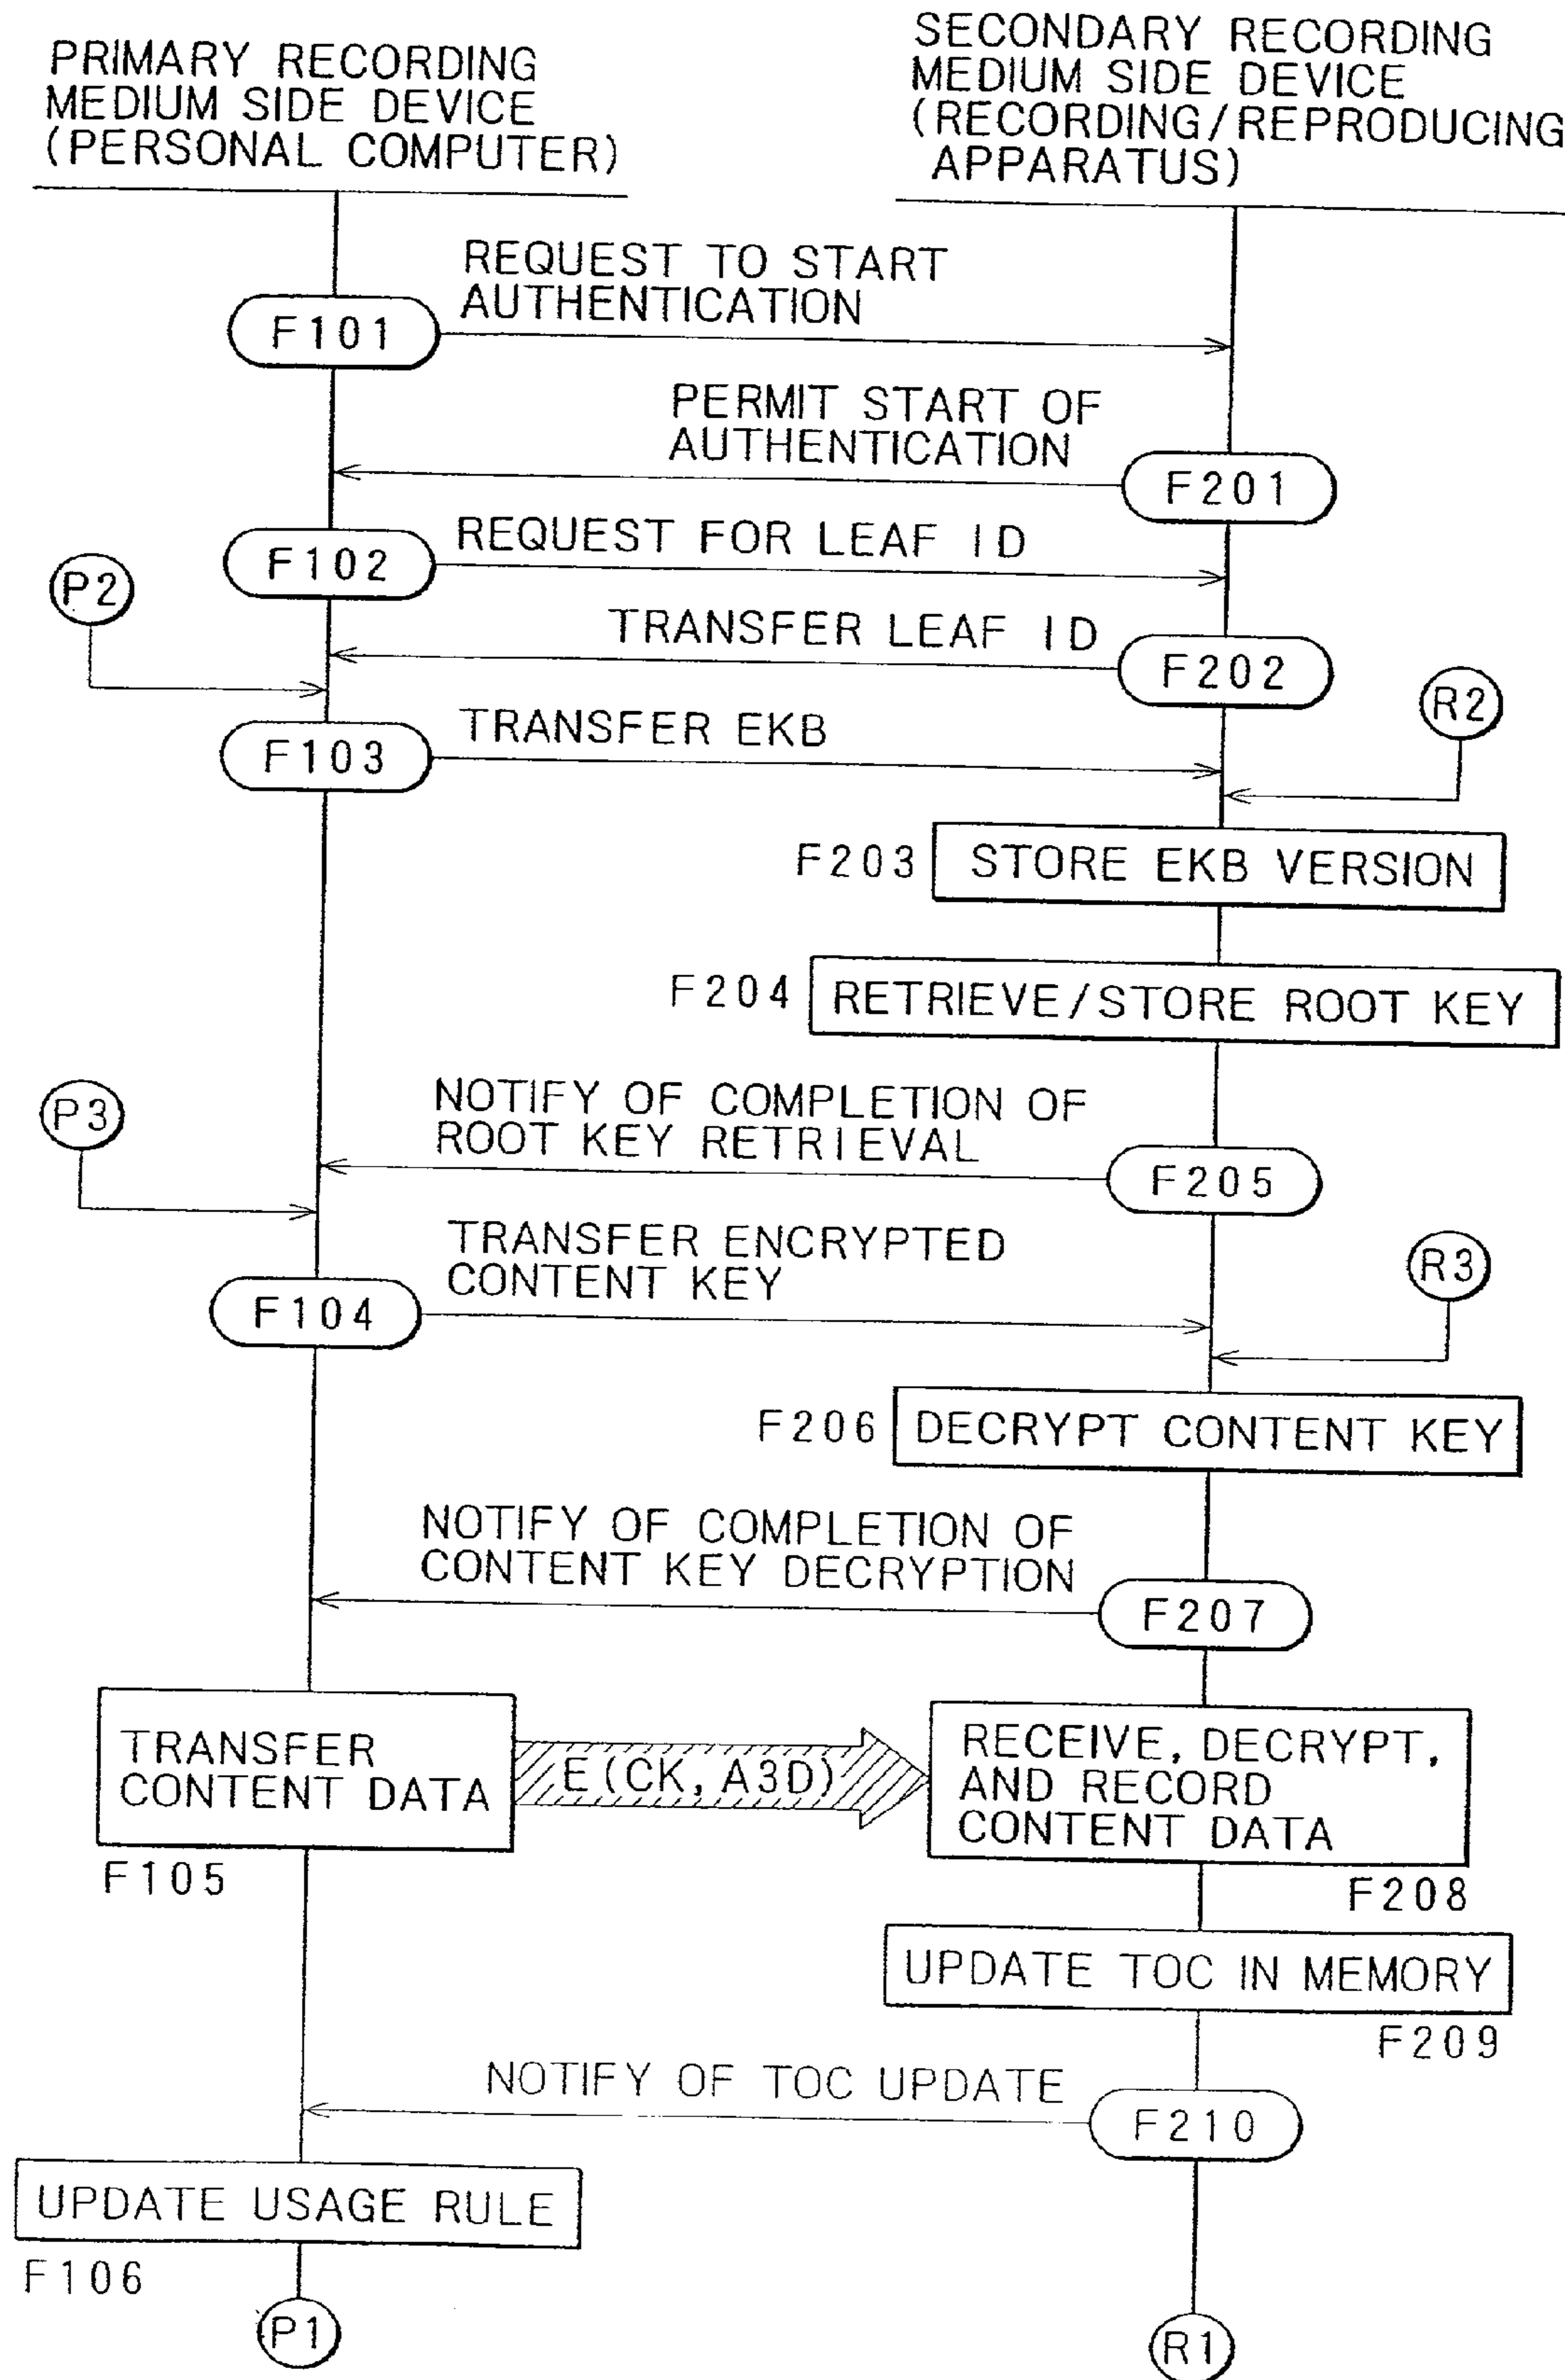 PRIMARY RECORDING
MEDIUM SIDE DEVICE
(PERSONAL COMPUTER)
SECONDARY RECORDING
MEDIUM SIDE DEVICE
(RECORDING/REPRODUCING
APPARATUS)
REQUEST TO START
AUTHENTICATION
F101
PERMIT START OF
AUTHENTICATION
F201
REQUEST FOR LEAF ID
F102
P2
TRANSFER LEAF ID
F202
R2
TRANSFER EKB
F103
F203
STORE EKB VERSION
F204
RETRIEVE/STORE ROOT KEY
P3
NOTIFY OF COMPLETION OF
ROOT KEY RETRIEVAL
F205
TRANSFER ENCRYPTED
CONTENT KEY
R3
F104
F206
DECRYPT CONTENT KEY
NOTIFY OF COMPLETION OF
CONTENT KEY DECRYPTION
F207
TRANSFER
CONTENT DATA
E(CK, A3D)
RECEIVE, DECRYPT,
AND RECORD
CONTENT DATA
F105
F208
UPDATE TOC IN MEMORY
F209
NOTIFY OF TOC UPDATE
F210
UPDATE USAGE RULE
F106
P1
R1